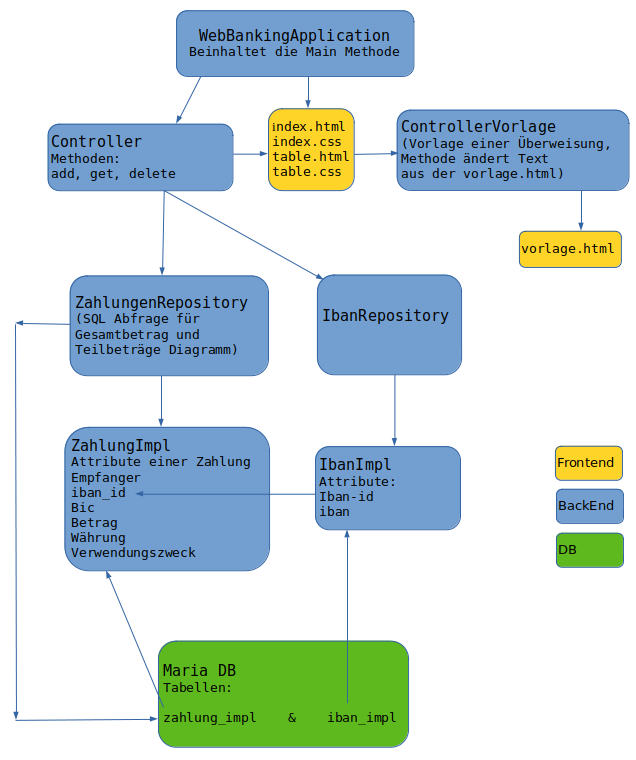 WebBankingApplication
Beinhaltet die Main Methode
Controller
Methoden:
add, get, delete
index.html
index.css
table.html
table.css
ControllerVorlage
(Vorlage einer Überweisung,
Methode ändert Text
aus der vorlage.html)
vorlage.html
ZahlungenRepository
(SQL Abfrage für
Gesamtbetrag und
Teilbeträge Diagramm)
IbanRepository
ZahlungImpl
Attribute einer Zahlung
Empfanger
iban_id
Bic
Betrag
Währung
Verwendungszweck
IbanImpl
Attribute:
Iban-id
iban
Frontend
BackEnd
DB
Maria DB
Tabellen:
zahlung_impl & iban_impl